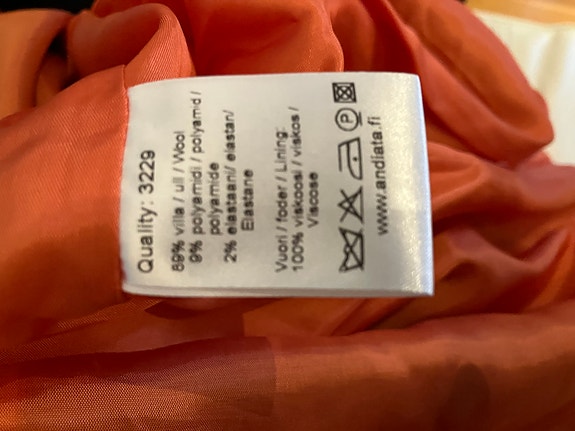 Quality: 3229
89% villa / ull / Wool
9% polyamidi / polyamid /
polyamide
2% elastaani/ elastan/
Elastane
Vuori / foder / Lining:
100% viskoosi / viskos /
Viscose
P
www.andiata.fi